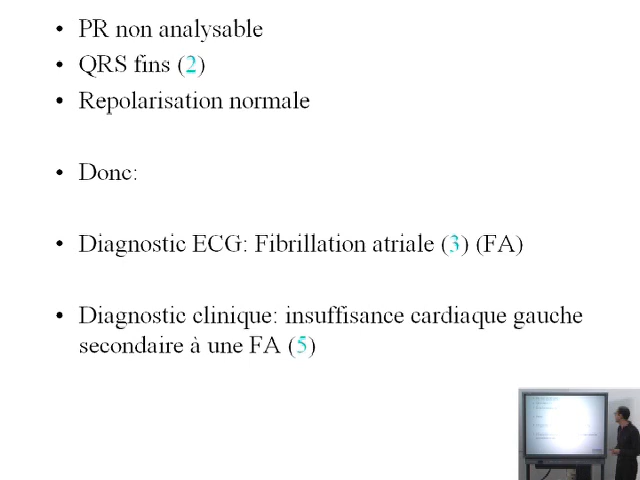 • PR non analysable
• QRS fins (2)
• Repolarisation normale
• Donc:
• Diagnostic ECG: Fibrillation atriale (3) (FA)
• Diagnostic clinique: insuffisance cardiaque gauche
secondaire à une FA (5)